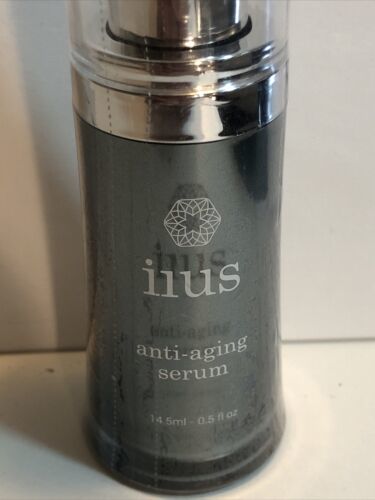 iius
anti-aging
serum
14.5ml - 0.5 fl oz